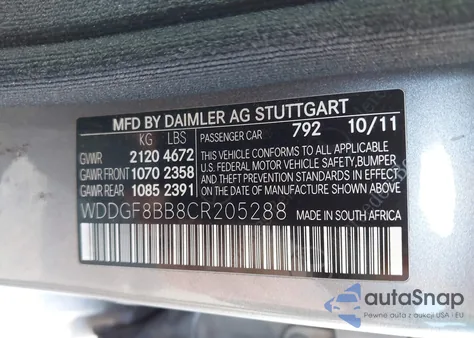 MFD BY DAIMLER AG STUTTGART
KG LBS PASSENGER CAR 792 10/11
GVWR 2120 4672
GAWR FRONT 1070 2358
GAWR REAR 1085 2391
THIS VEHICLE CONFORMS TO ALL APPLICABLE
U.S. FEDERAL MOTOR VEHICLE SAFETY, BUMPER
AND THEFT PREVENTION STANDARDS IN EFFECT
ON THE DATE OF MANUFACTURE SHOWN ABOVE
WDDGF8BB8CR205288 MADE IN SOUTH AFRICA
autoSnap
Pewne auta z aukcji USA i EU